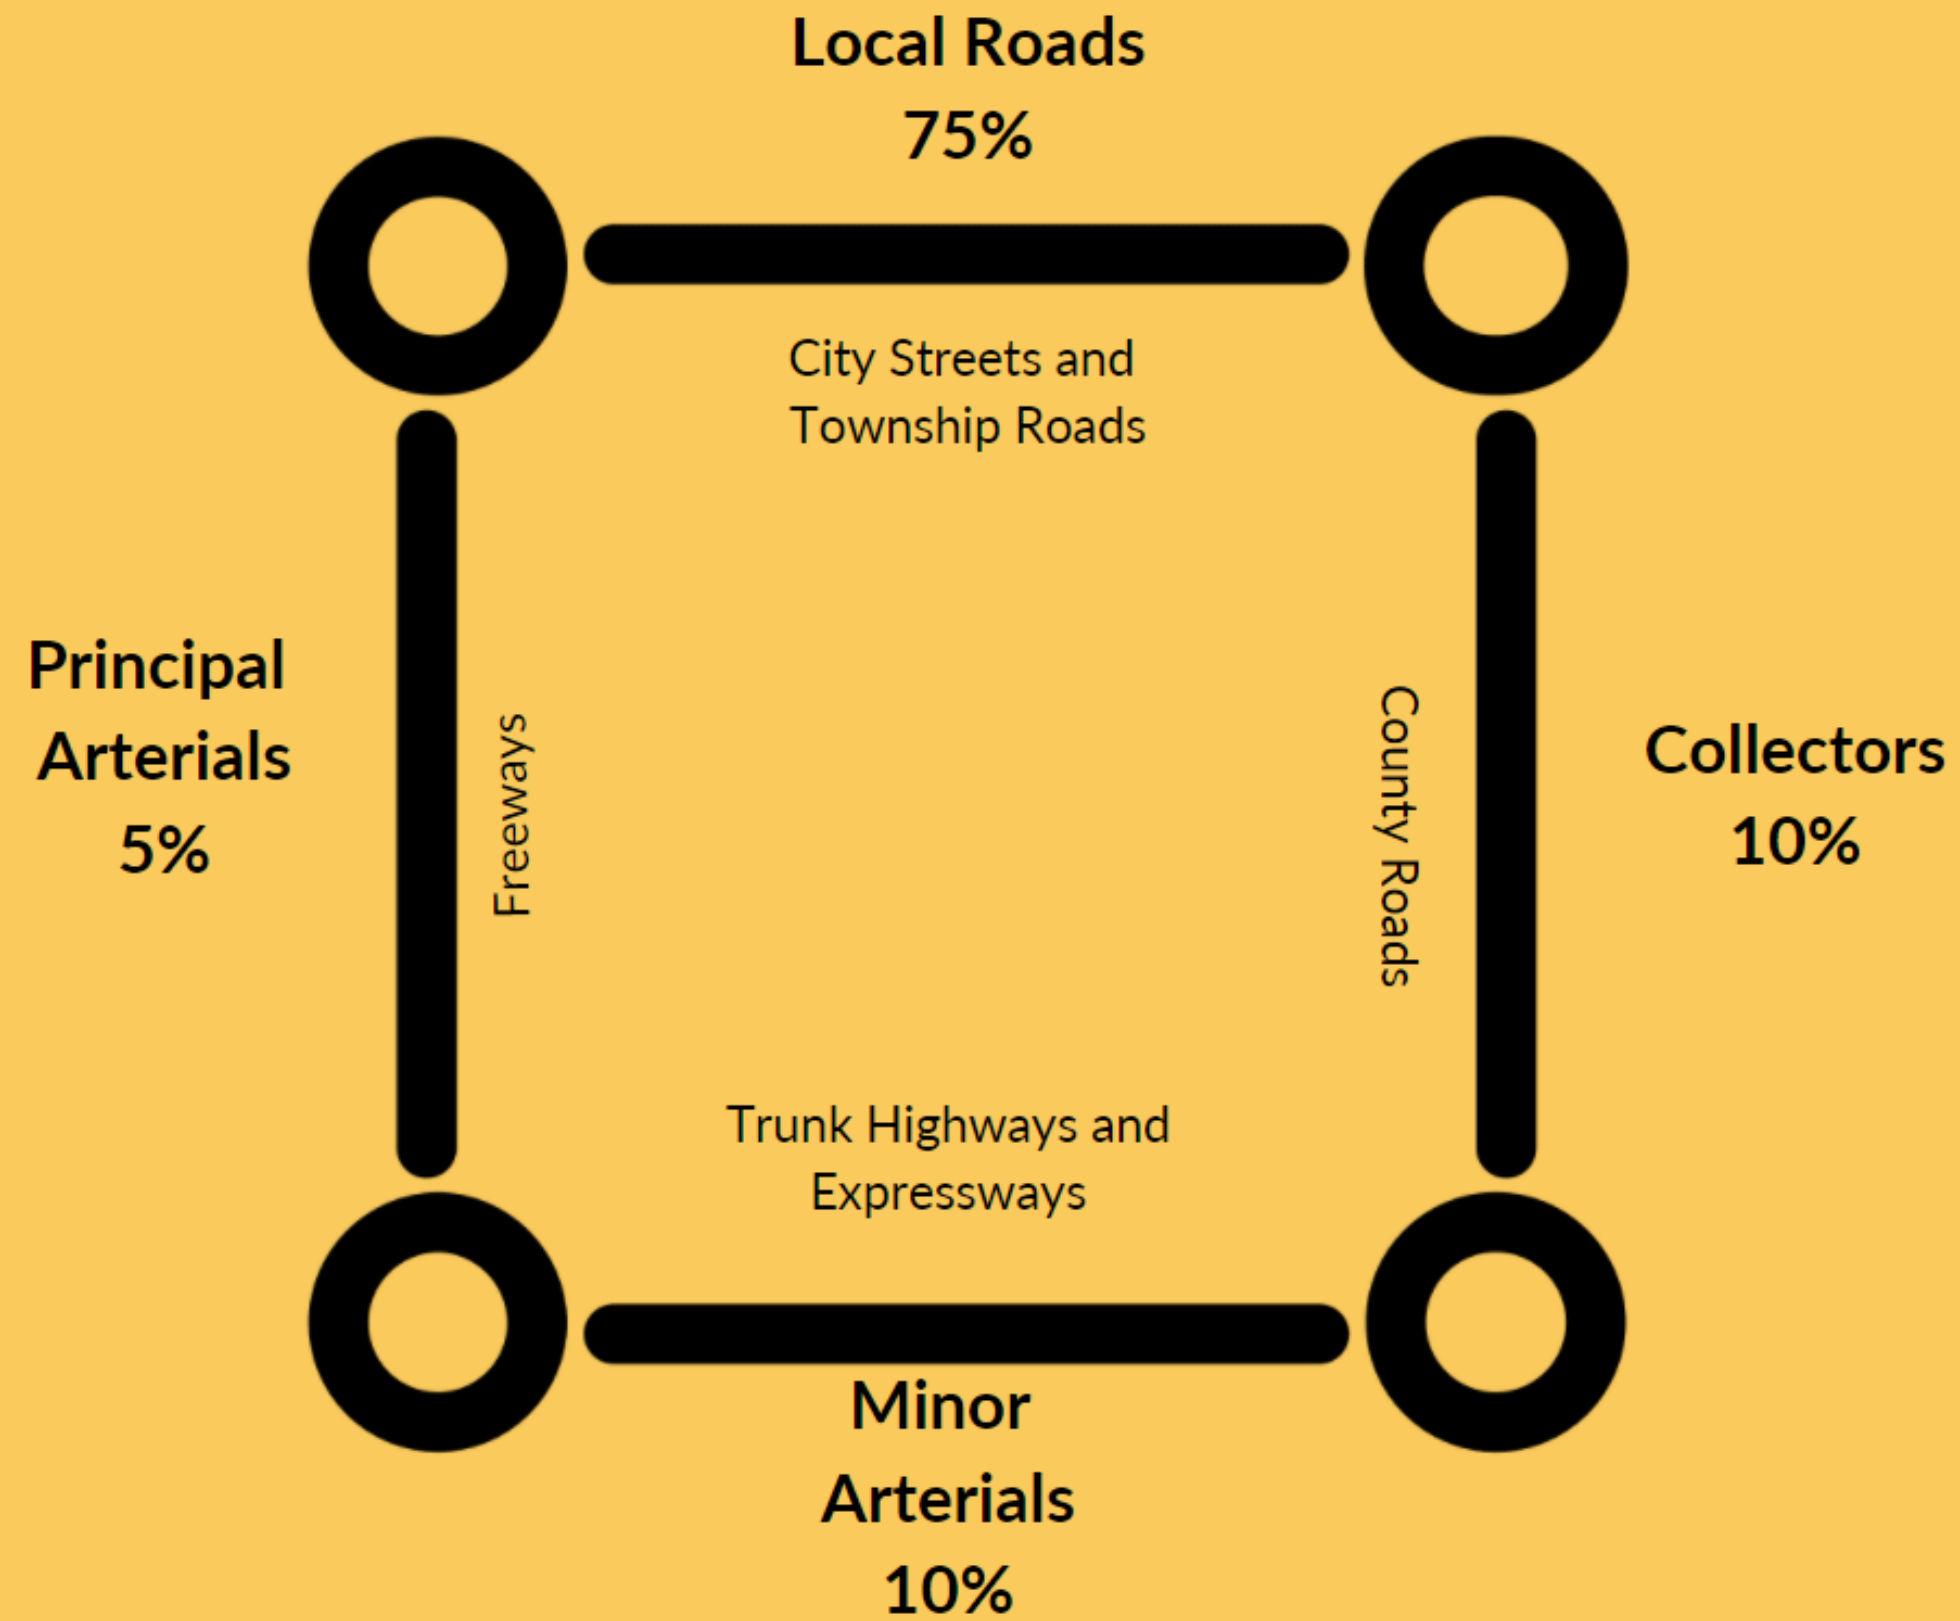 Local Roads
75%
City Streets and
Township Roads
Principal
Arterials
5%
Freeways
County Roads
Collectors
10%
Trunk Highways and
Expressways
Minor
Arterials
10%